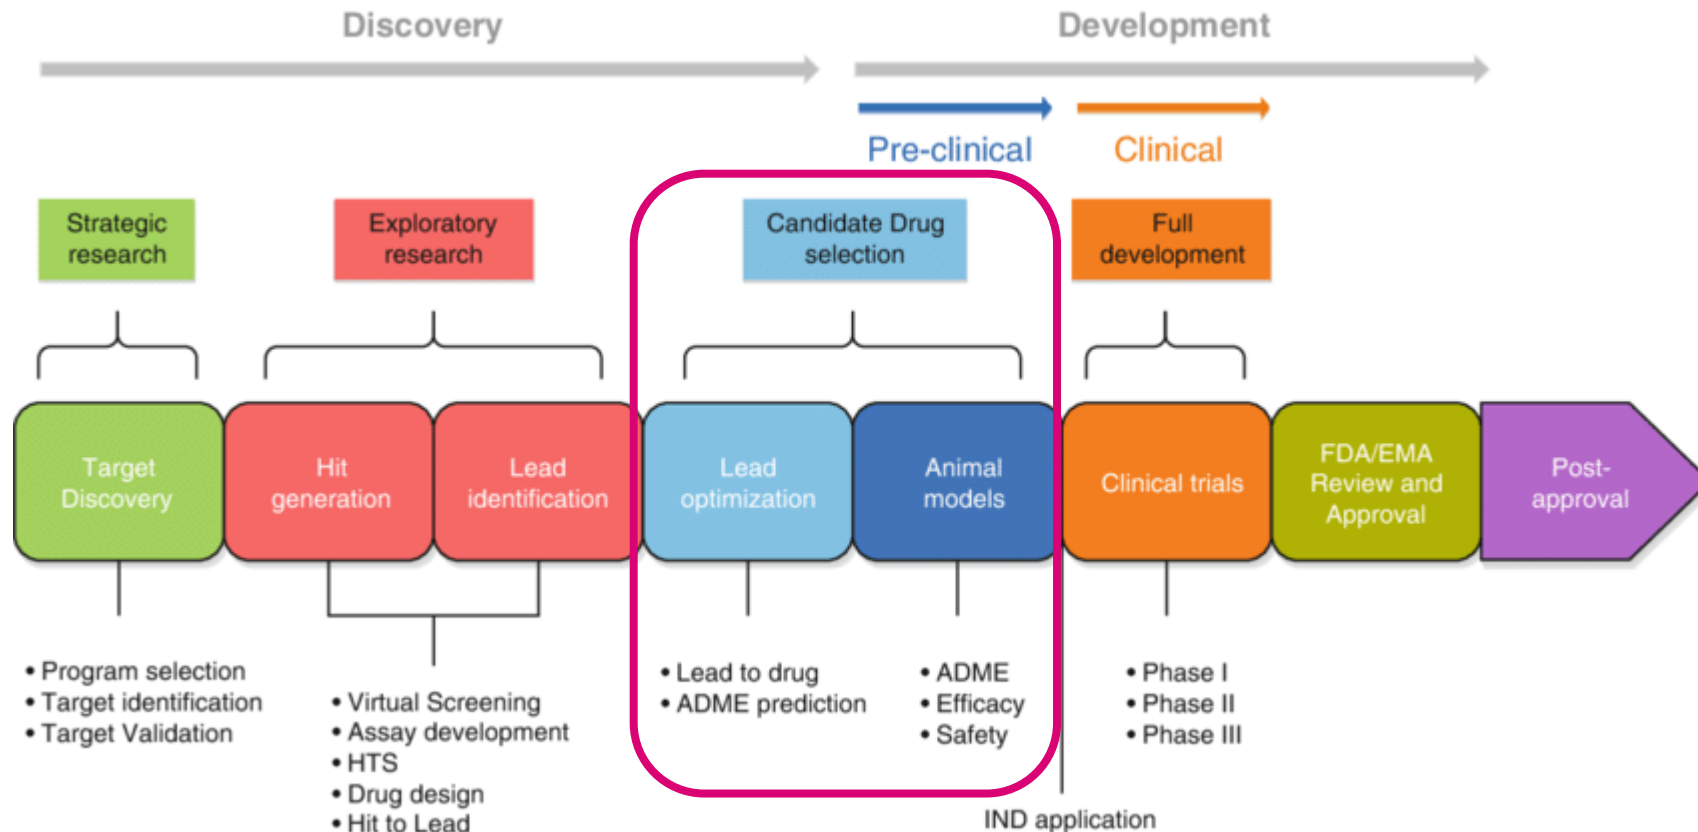 Discovery
Development
Pre-clinical
Clinical
Strategic
research
Exploratory
research
Candidate Drug
selection
Full
development
Target
Discovery
Hit
generation
Lead
identification
Lead
optimization
Animal
models
Clinical trials
FDA/EMA
Review and
Approval
Post-
approval
• Program selection
• Target identification
• Target Validation
• Virtual Screening
• Assay development
• HTS
• Drug design
• Hit to Lead
• Lead to drug
• ADME prediction
• ADME
• Efficacy
• Safety
• Phase I
• Phase II
• Phase III
IND application